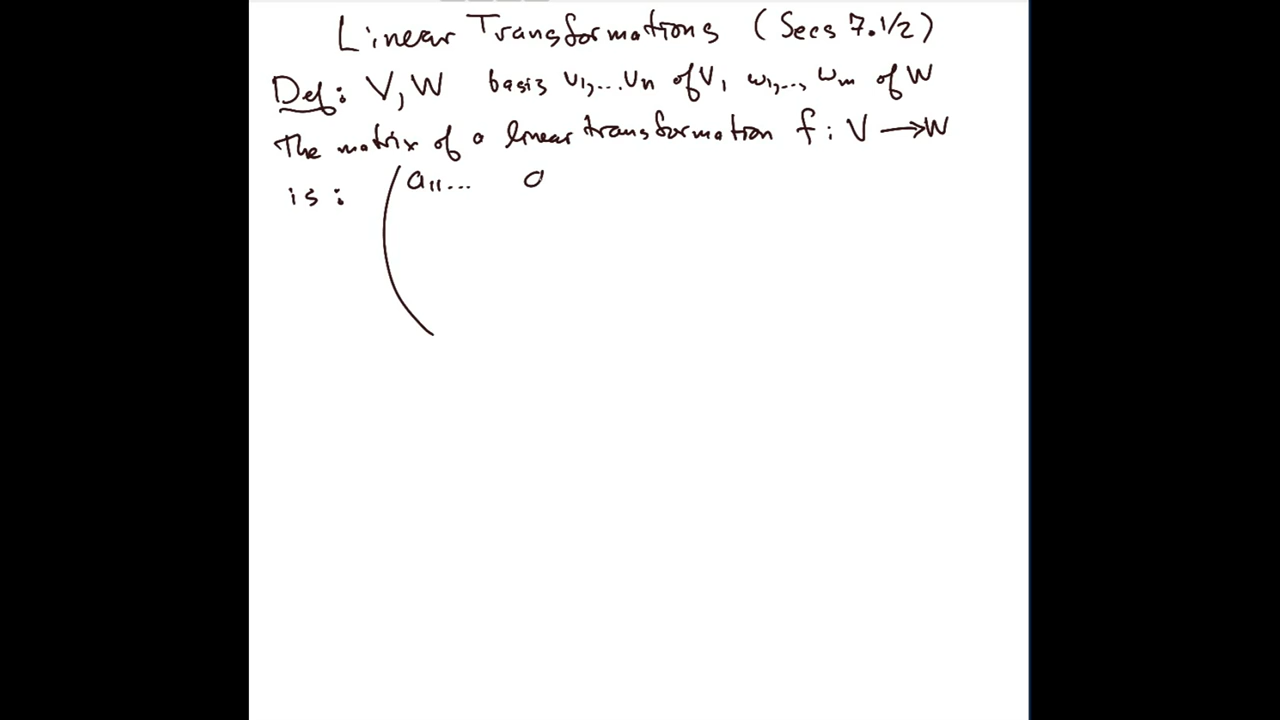 Linear Transformations (Secs 7.1/2)
Def: V, W basis v1,...vn of V, w1,..., wm of W
The matrix of a linear transformation f: V → W
is: ( a11... a